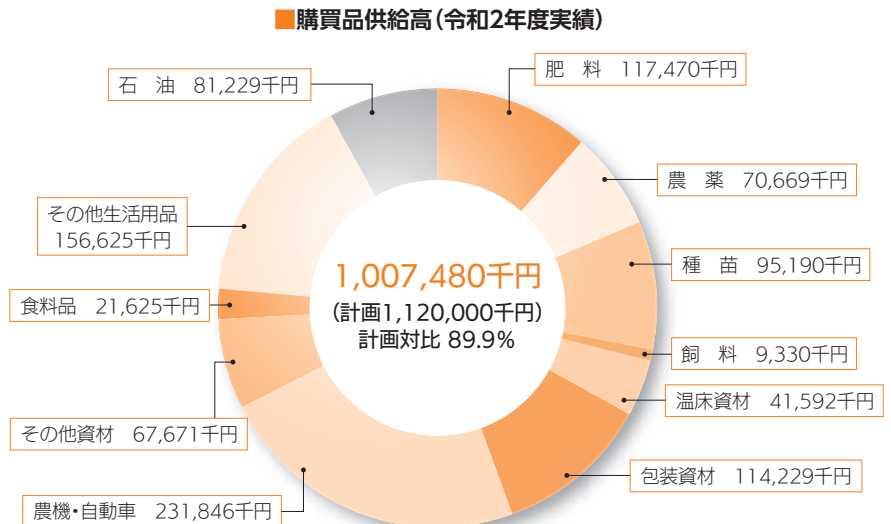 ■購買品供給高(令和2年度実績)
肥 料 117,470千円
農 薬 70,669千円
種 苗 95,190千円
飼 料 9,330千円
温床資材 41,592千円
包装資材 114,229千円
農機・自動車 231,846千円
その他資材 67,671千円
食料品 21,625千円
その他生活用品
156,625千円
石 油 81,229千円
1,007,480千円
(計画1,120,000千円)
計画対比 89.9%